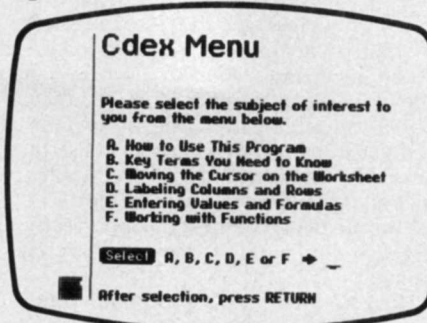 Cdex Menu
Please select the subject of interest to
you from the menu below.
A. How to Use This Program
B. Key Terms You Need to Know
C. Moving the Cursor on the Worksheet
D. Labeling Columns and Rows
E. Entering Values and Formulas
F. Working with Functions
Select A, B, C, D, E or F ➔ _
After selection, press RETURN